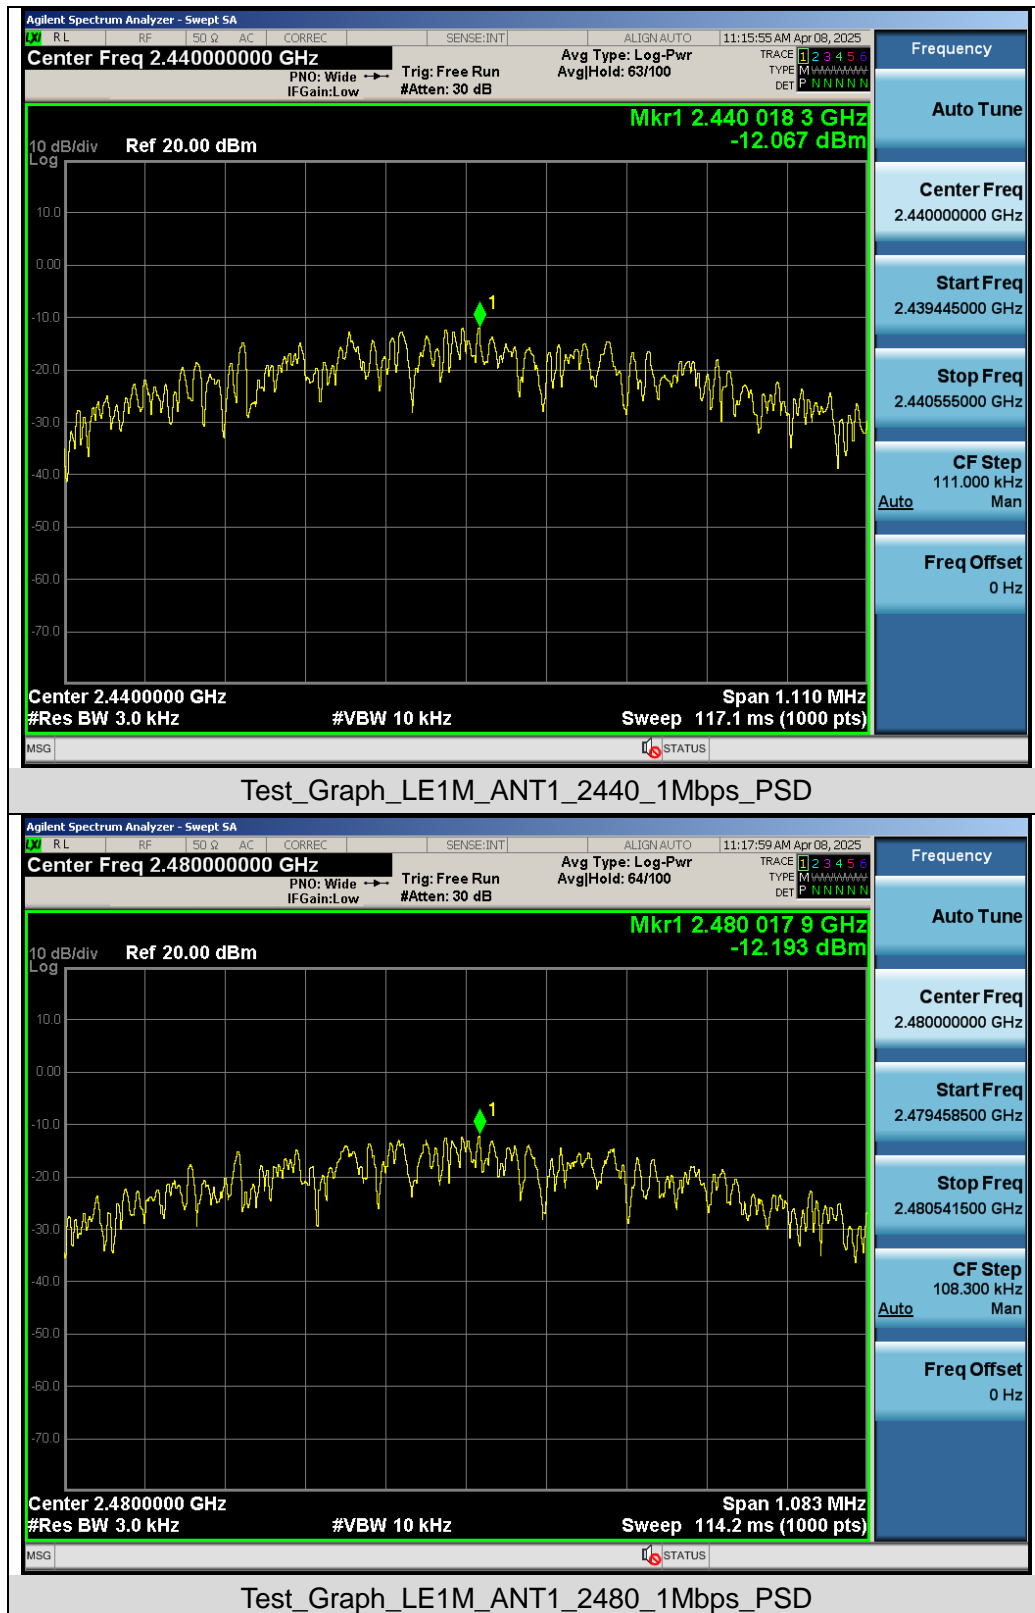 Agilent Spectrum Analyzer - Swept SA
LXI RL RF 50 Ω AC CORREC SENSE:INT ALIGN AUTO 11:15:55 AM Apr 08, 2025
Center Freq 2.440000000 GHz
PNO: Wide
IFGain:Low
Trig: Free Run
#Atten: 30 dB
Avg Type: Log-Pwr
Avg|Hold: 63/100
TRACE 1 2 3 4 5 6
TYPE M
DET P N N N N N
Mkr1 2.440 018 3 GHz
-12.067 dBm
10 dB/div Ref 20.00 dBm
Log
10.0
0.00
-10.0
1
-20.0
-30.0
-40.0
-50.0
-60.0
-70.0
Center 2.4400000 GHz Span 1.110 MHz
#Res BW 3.0 kHz #VBW 10 kHz Sweep 117.1 ms (1000 pts)
MSG STATUS
Frequency
Auto Tune
Center Freq
2.440000000 GHz
Start Freq
2.439445000 GHz
Stop Freq
2.440555000 GHz
CF Step
111.000 kHz
Auto Man
Freq Offset
0 Hz
Test_Graph_LE1M_ANT1_2440_1Mbps_PSD
Agilent Spectrum Analyzer - Swept SA
LXI RL RF 50 Ω AC CORREC SENSE:INT ALIGN AUTO 11:17:59 AM Apr 08, 2025
Center Freq 2.480000000 GHz
PNO: Wide
IFGain:Low
Trig: Free Run
#Atten: 30 dB
Avg Type: Log-Pwr
Avg|Hold: 64/100
TRACE 1 2 3 4 5 6
TYPE M
DET P N N N N N
Mkr1 2.480 017 9 GHz
-12.193 dBm
10 dB/div Ref 20.00 dBm
Log
10.0
0.00
-10.0
1
-20.0
-30.0
-40.0
-50.0
-60.0
-70.0
Center 2.4800000 GHz Span 1.083 MHz
#Res BW 3.0 kHz #VBW 10 kHz Sweep 114.2 ms (1000 pts)
MSG STATUS
Frequency
Auto Tune
Center Freq
2.480000000 GHz
Start Freq
2.479458500 GHz
Stop Freq
2.480541500 GHz
CF Step
108.300 kHz
Auto Man
Freq Offset
0 Hz
Test_Graph_LE1M_ANT1_2480_1Mbps_PSD